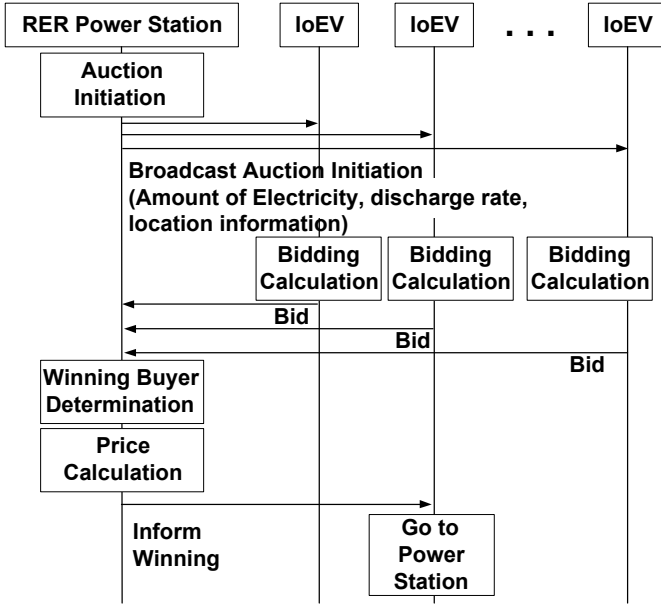 RER Power Station
IoEV
IoEV
. . .
IoEV
Auction
Initiation
Broadcast Auction Initiation
(Amount of Electricity, discharge rate,
location information)
Bidding
Calculation
Bidding
Calculation
Bidding
Calculation
Bid
Bid
Bid
Winning Buyer
Determination
Price
Calculation
Inform
Winning
Go to
Power
Station